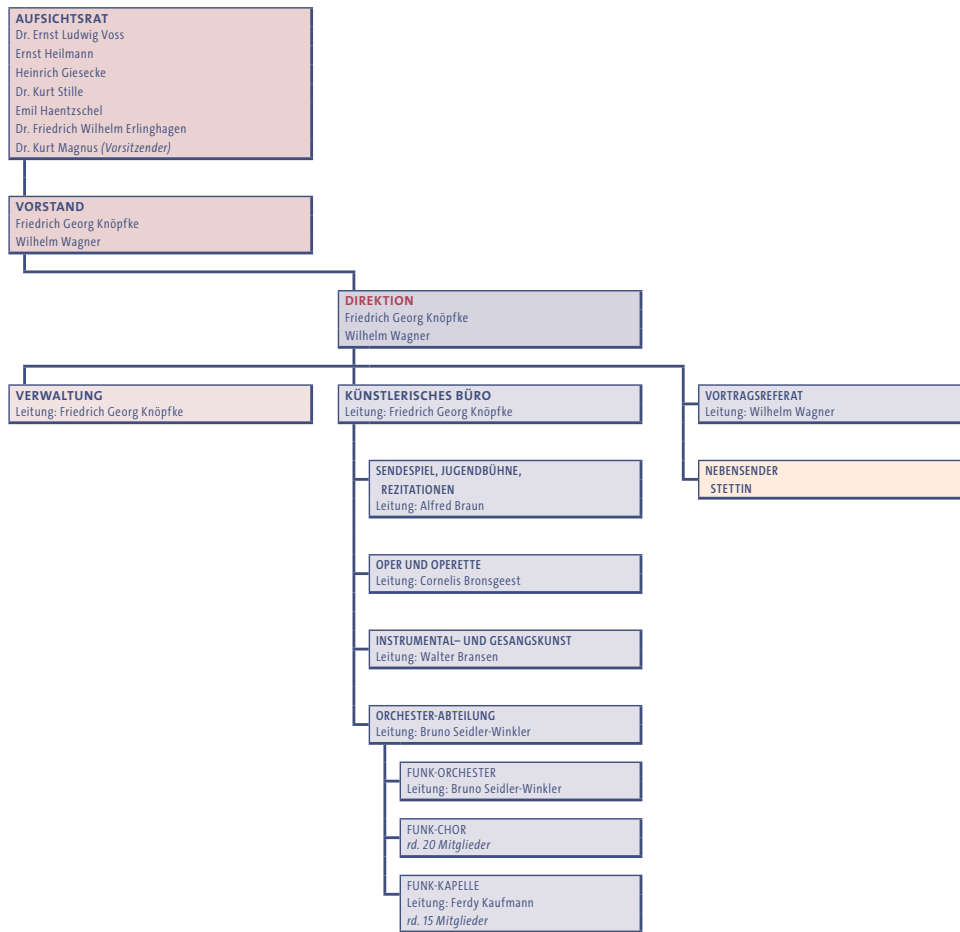 AUFSICHTSRAT
Dr. Ernst Ludwig Voss
Ernst Heilmann
Heinrich Giesecke
Dr. Kurt Stille
Emil Haentzschel
Dr. Friedrich Wilhelm Erlinghagen
Dr. Kurt Magnus (Vorsitzender)
VORSTAND
Friedrich Georg Knöpfke
Wilhelm Wagner
DIREKTION
Friedrich Georg Knöpfke
Wilhelm Wagner
VERWALTUNG
Leitung: Friedrich Georg Knöpfke
KÜNSTLERISCHES BÜRO
Leitung: Friedrich Georg Knöpfke
SENDESPIEL, JUGENDBÜHNE,
REZITATIONEN
Leitung: Alfred Braun
OPER UND OPERETTE
Leitung: Cornelis Bronsgeest
INSTRUMENTAL– UND GESANGSKUNST
Leitung: Walter Bransen
ORCHESTER-ABTEILUNG
Leitung: Bruno Seidler-Winkler
FUNK-ORCHESTER
Leitung: Bruno Seidler-Winkler
FUNK-CHOR
rd. 20 Mitglieder
FUNK-KAPELLE
Leitung: Ferdy Kaufmann
rd. 15 Mitglieder
VORTRAGSREFERAT
Leitung: Wilhelm Wagner
NEBENSENDER
STETTIN